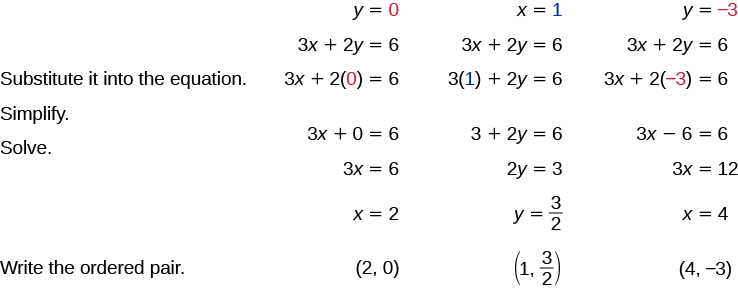 y = 0 x = 1 y = −3
3x + 2y = 6 3x + 2y = 6 3x + 2y = 6
Substitute it into the equation. 3x + 2(0) = 6 3(1) + 2y = 6 3x + 2(−3) = 6
Simplify.
3x + 0 = 6 3 + 2y = 6 3x − 6 = 6
Solve.
3x = 6 2y = 3 3x = 12
x = 2 y = 3/2 x = 4
Write the ordered pair. (2, 0) (1, 3/2) (4, −3)